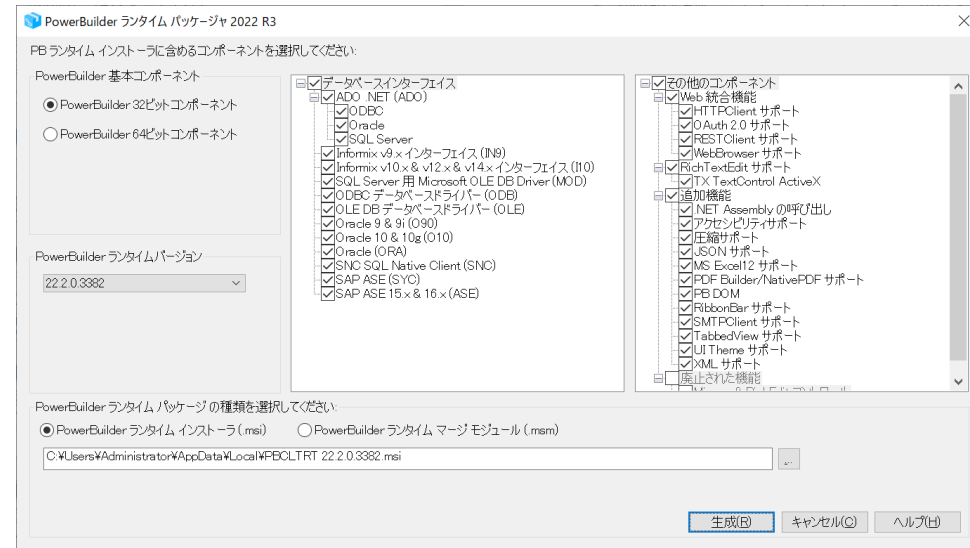 PowerBuilder ランタイム パッケージャ 2022 R3
PB ランタイム インストーラに含めるコンポーネントを選択してください:
PowerBuilder 基本コンポーネント
PowerBuilder 32ビットコンポーネント
PowerBuilder 64ビットコンポーネント
PowerBuilder ランタイムバージョン
22.2.0.3382
データベースインターフェイス
ADO .NET (ADO)
ODBC
Oracle
SQL Server
Informix v9.x インターフェイス (IN9)
Informix v10.x & v12.x & v14.x インターフェイス (I10)
SQL Server 用 Microsoft OLE DB Driver (MOD)
ODBC データベースドライバー (ODB)
OLE DB データベースドライバー (OLE)
Oracle 9 & 9i (O90)
Oracle 10 & 10g (O10)
Oracle (ORA)
SNC SQL Native Client (SNC)
SAP ASE (SYC)
SAP ASE 15.x & 16.x (ASE)
その他のコンポーネント
Web 統合機能
HTTPClient サポート
OAuth 2.0 サポート
RESTClient サポート
WebBrowser サポート
RichTextEdit サポート
TX TextControl ActiveX
追加機能
.NET Assembly の呼び出し
アクセシビリティサポート
圧縮サポート
JSON サポート
MS Excel12 サポート
PDF Builder/NativePDF サポート
PB DOM
RibbonBar サポート
SMTPClient サポート
TabbedView サポート
UI Theme サポート
XML サポート
廃止された機能
PowerBuilder ランタイム パッケージ の種類を選択してください:
PowerBuilder ランタイム インストーラ (.msi)
PowerBuilder ランタイム マージ モジュール (.msm)
C:¥Users¥Administrator¥AppData¥Local¥PBCLTRT 22.2.0.3382.msi
...
生成(R)
キャンセル(C)
ヘルプ(H)